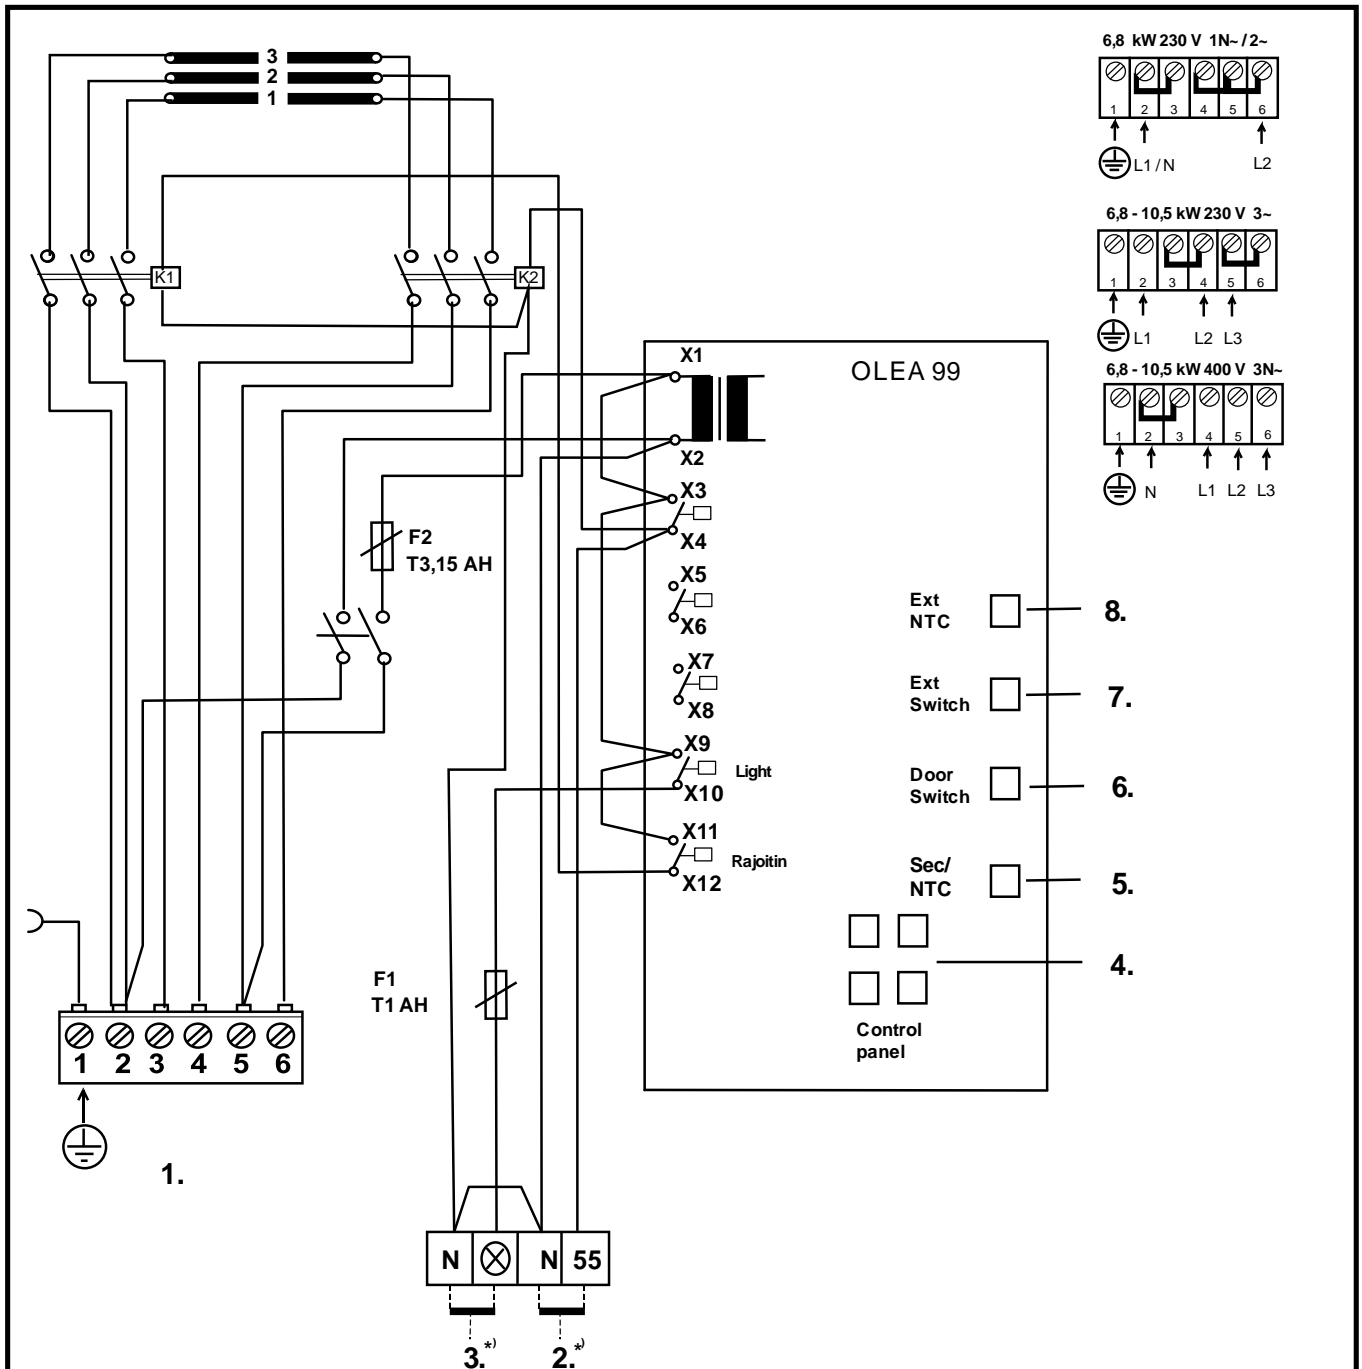 3
2
1
K1
K2
6,8 kW 230 V 1N~ / 2~
1 2 3 4 5 6
L1 / N L2
6,8 - 10,5 kW 230 V 3~
1 2 3 4 5 6
L1 L2 L3
6,8 - 10,5 kW 400 V 3N~
1 2 3 4 5 6
N L1 L2 L3
OLEA 99
X1
X2
X3
X4
X5
X6
X7
X8
X9
Light
X10
X11
Rajoitin
X12
F2
T3,15 AH
Ext
NTC
8.
Ext
Switch
7.
Door
Switch
6.
Sec/
NTC
5.
4.
Control
panel
F1
T1 AH
1 2 3 4 5 6
1.
N N 55
3.*) 2.*)